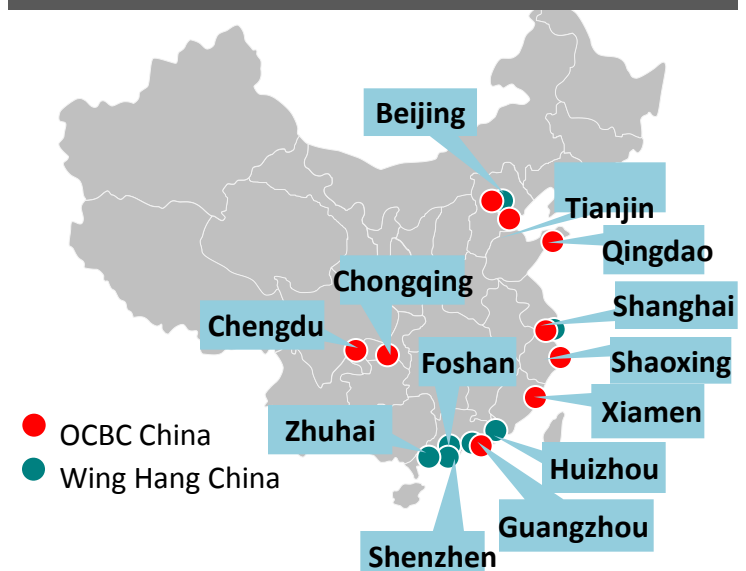 Beijing
Tianjin
Qingdao
Chongqing
Shanghai
Chengdu
Foshan
Shaoxing
Xiamen
OCBC China
Zhuhai
Huizhou
Wing Hang China
Guangzhou
Shenzhen